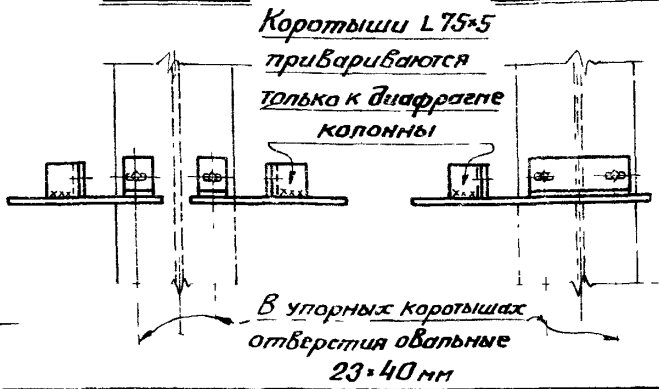 Коротыши L 75×5
привариваются
только к диафрагме
колонны
В упорных коротышах
отверстия овальные
23×40 мм